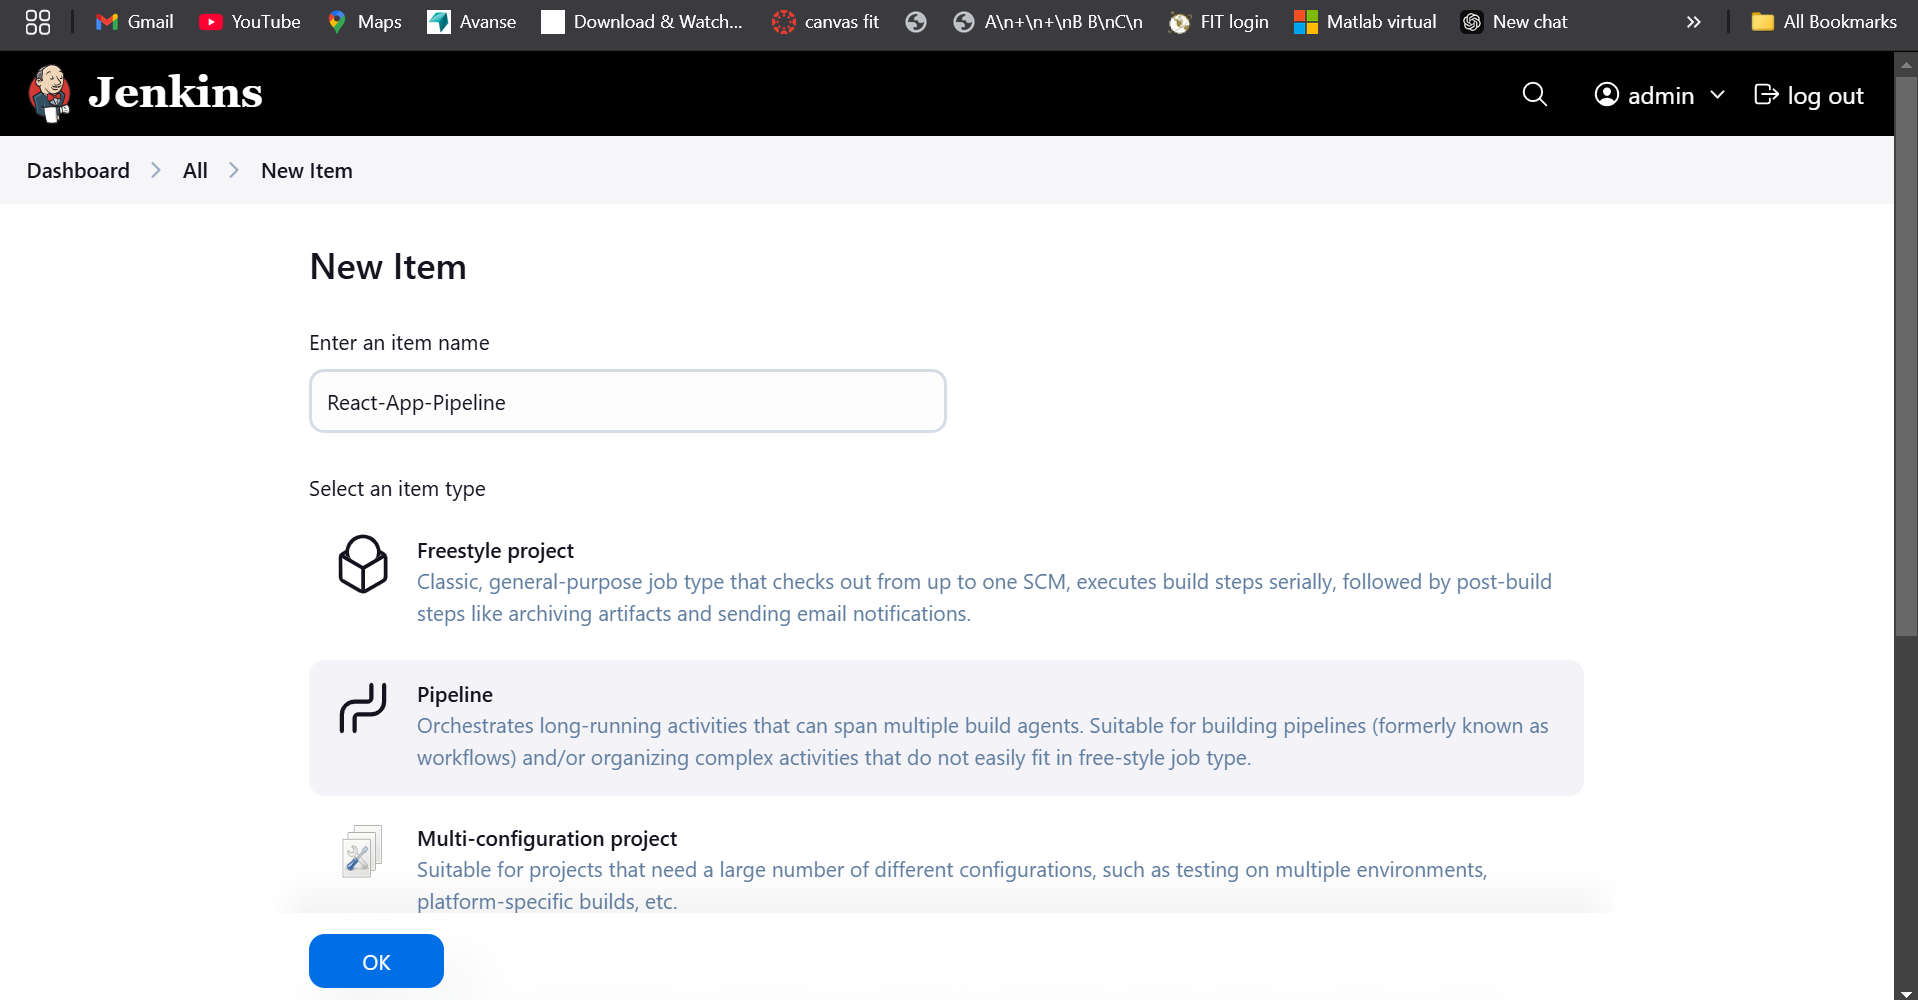 Gmail YouTube Maps Avanse Download & Watch... canvas fit A\n+\n+\nB B\nC\n FIT login Matlab virtual New chat » All Bookmarks
Jenkins admin log out
Dashboard All New Item
New Item
Enter an item name
React-App-Pipeline
Select an item type
Freestyle project
Classic, general-purpose job type that checks out from up to one SCM, executes build steps serially, followed by post-build
steps like archiving artifacts and sending email notifications.
Pipeline
Orchestrates long-running activities that can span multiple build agents. Suitable for building pipelines (formerly known as
workflows) and/or organizing complex activities that do not easily fit in free-style job type.
Multi-configuration project
Suitable for projects that need a large number of different configurations, such as testing on multiple environments,
platform-specific builds, etc.
OK